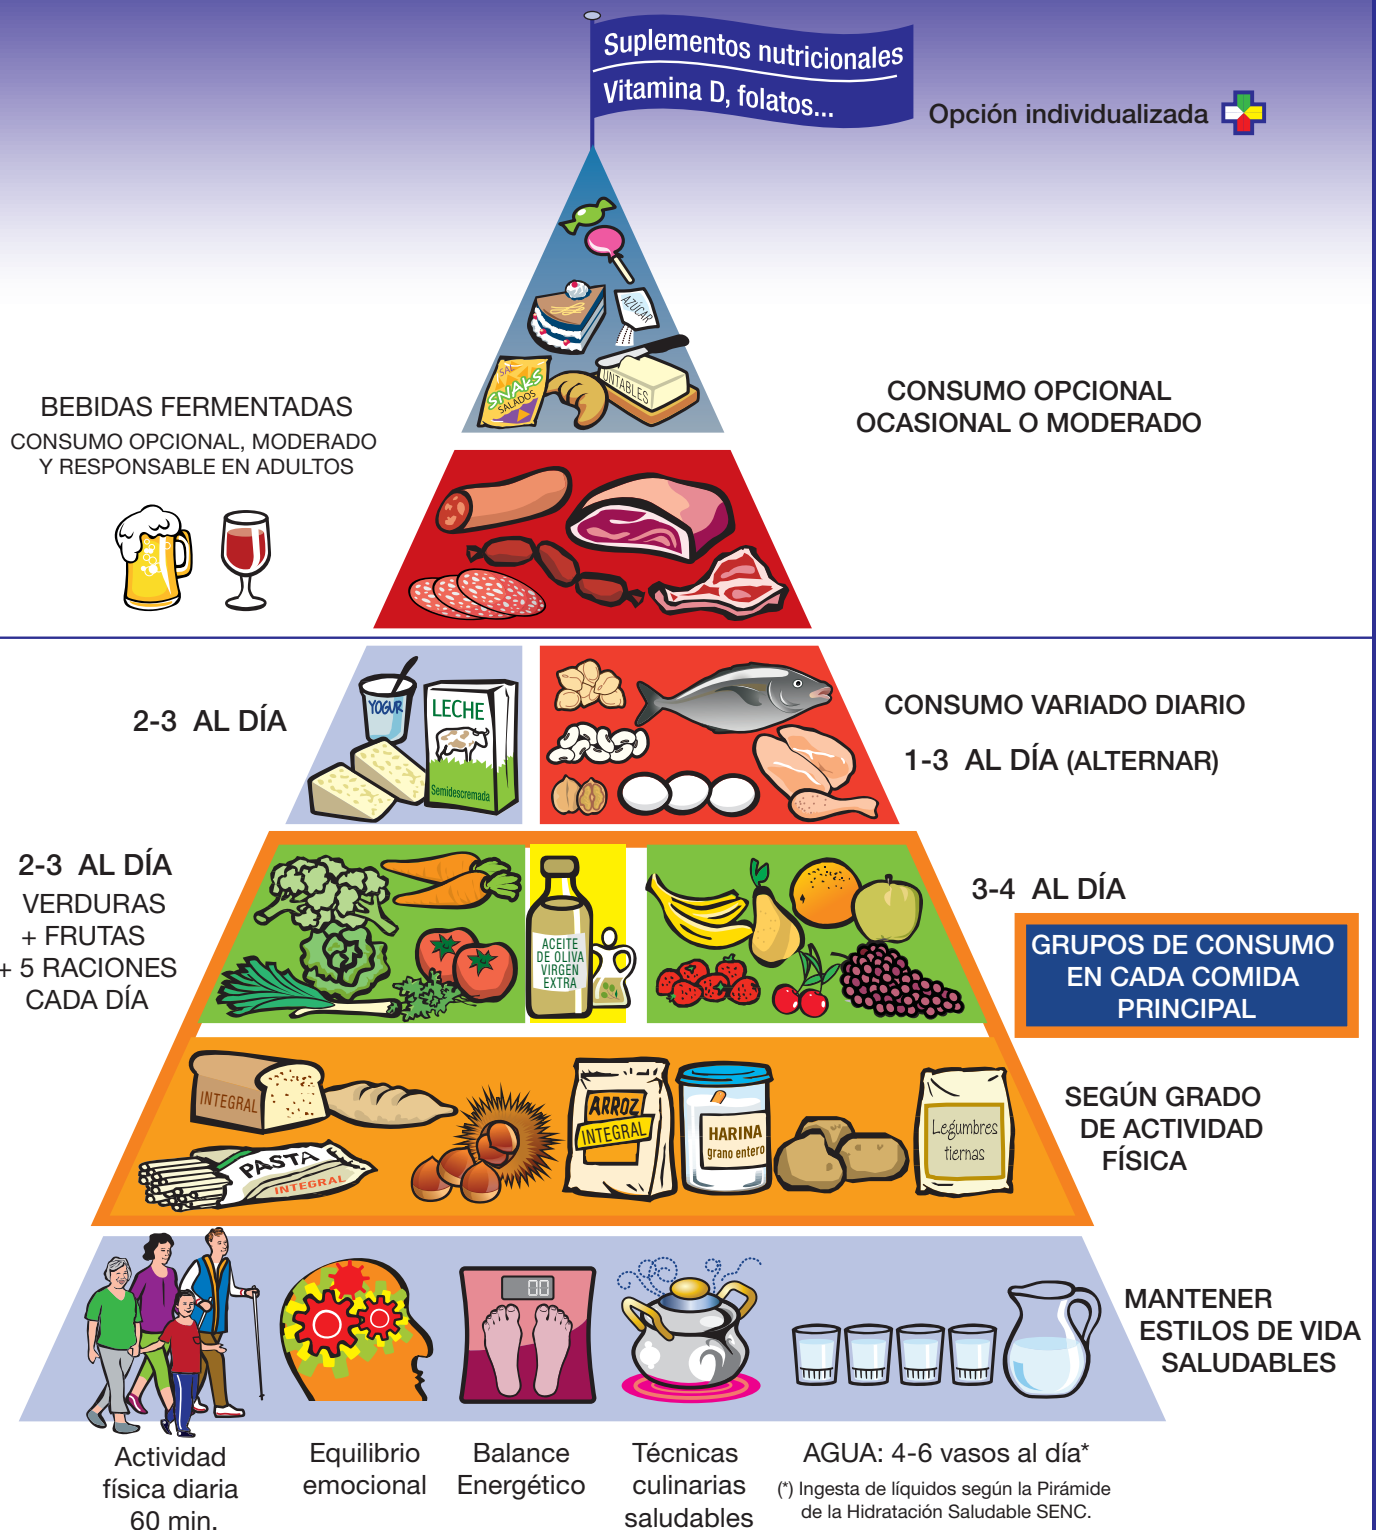 Suplementos nutricionales
Vitamina D, folatos...
Opción individualizada
AZÚCAR
UNTABLES
SAL
SNAKS
SALADOS
CONSUMO OPCIONAL
OCASIONAL O MODERADO
BEBIDAS FERMENTADAS
CONSUMO OPCIONAL, MODERADO
Y RESPONSABLE EN ADULTOS
2-3 AL DÍA
YOGUR
LECHE
Semidescremada
CONSUMO VARIADO DIARIO
1-3 AL DÍA (ALTERNAR)
2-3 AL DÍA
VERDURAS
+ FRUTAS
+ 5 RACIONES
CADA DÍA
ACEITE
DE OLIVA
VIRGEN
EXTRA
3-4 AL DÍA
GRUPOS DE CONSUMO
EN CADA COMIDA
PRINCIPAL
INTEGRAL
PASTA
INTEGRAL
ARROZ
INTEGRAL
HARINA
grano entero
Legumbres
tiernas
SEGÚN GRADO
DE ACTIVIDAD
FÍSICA
00
MANTENER
ESTILOS DE VIDA
SALUDABLES
Actividad
física diaria
60 min.
Equilibrio
emocional
Balance
Energético
Técnicas
culinarias
saludables
AGUA: 4-6 vasos al día*
(*) Ingesta de líquidos según la Pirámide
de la Hidratación Saludable SENC.